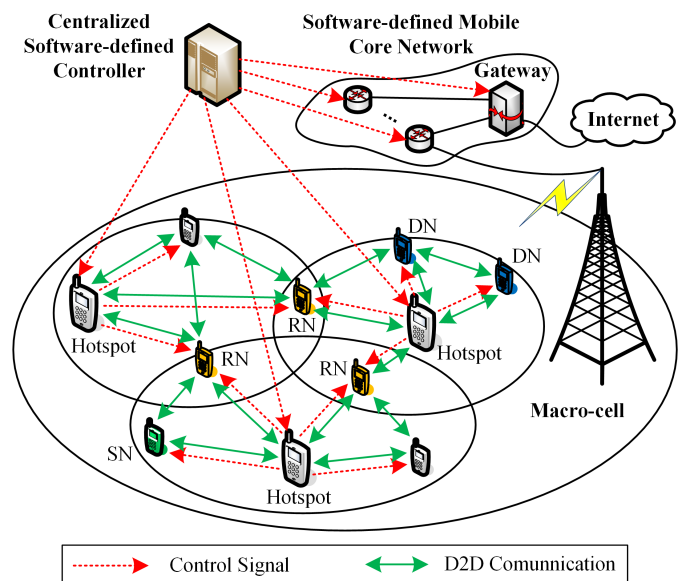 Centralized
Software-defined
Controller
Software-defined Mobile
Core Network
Gateway
...
Internet
DN
DN
RN
Hotspot
Hotspot
RN
RN
Macro-cell
SN
Hotspot
Control Signal
D2D Comunnication